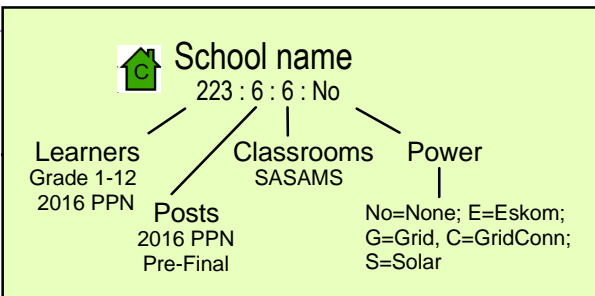 C
School name
223 : 6 : 6 : No
Learners
Grade 1-12
2016 PPN
Posts
2016 PPN
Pre-Final
Classrooms
SASAMS
Power
No=None; E=Eskom;
G=Grid, C=GridConn;
S=Solar